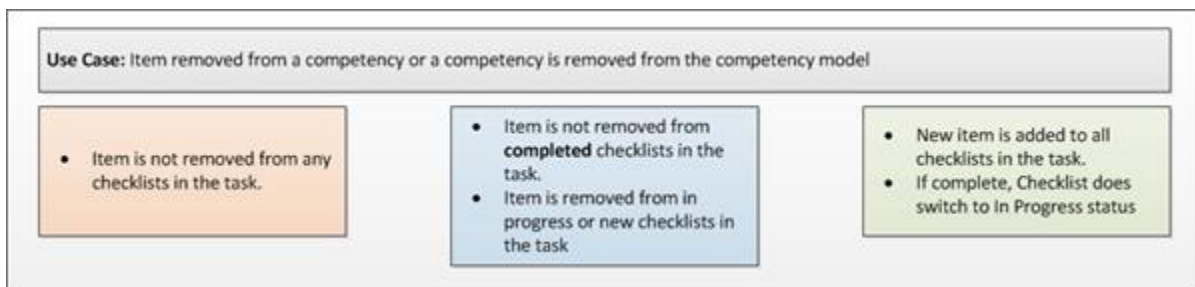 Use Case: Item removed from a competency or a competency is removed from the competency model
• Item is not removed from any
checklists in the task.
• Item is not removed from
completed checklists in the
task.
• Item is removed from in
progress or new checklists in
the task
• New item is added to all
checklists in the task.
• If complete, Checklist does
switch to In Progress status